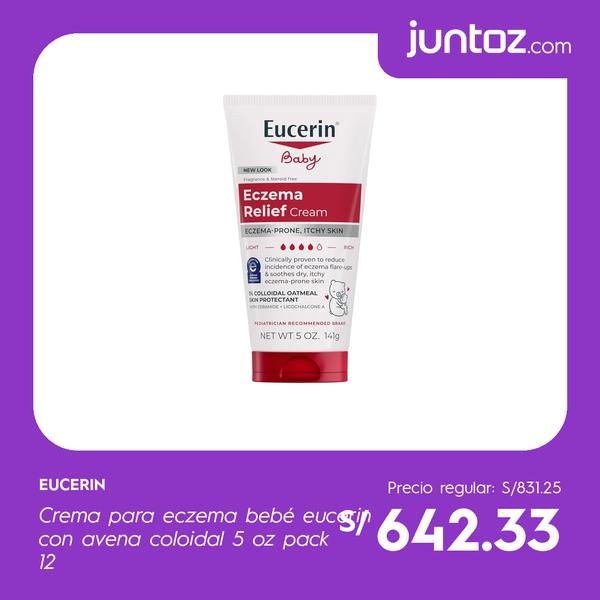 juntoz.com
Eucerin®
Baby
NEW LOOK
Fragrance & Steroid Free
Eczema
Relief Cream
ECZEMA-PRONE, ITCHY SKIN
LIGHT RICH
Clinically proven to reduce
incidence of eczema flare-ups
& soothes dry, itchy
eczema-prone skin
1% COLLOIDAL OATMEAL
SKIN PROTECTANT
WITH CERAMIDE + LICOCHALCONE A
PEDIATRICIAN RECOMMENDED BRAND
NET WT 5 OZ. 141g
EUCERIN
Precio regular: S/831.25
Crema para eczema bebé eucerin
con avena coloidal 5 oz pack
12
S/ 642.33